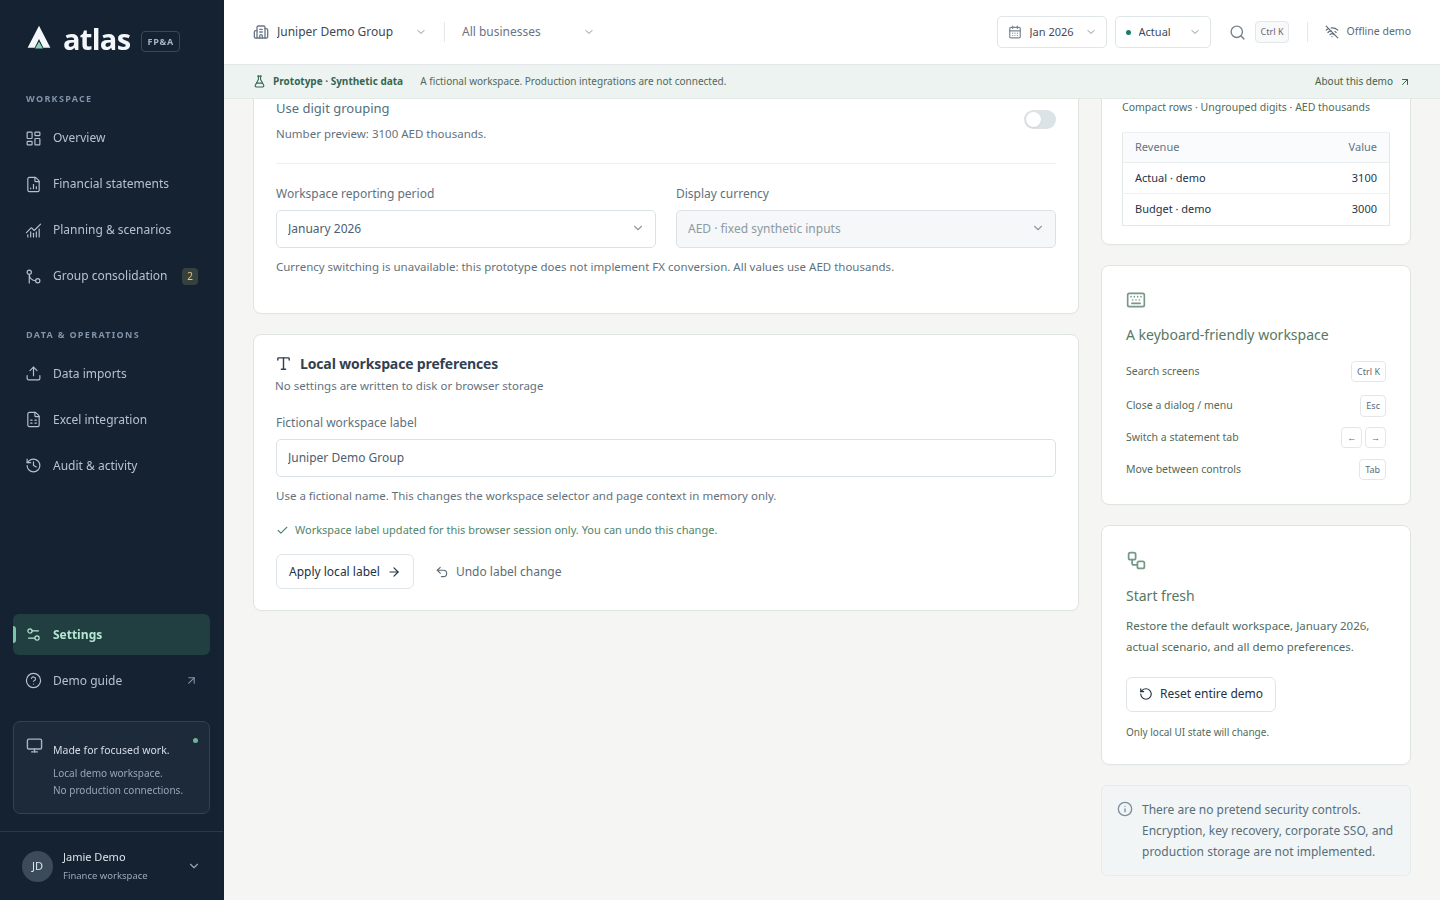 atlas FP&A
WORKSPACE
Overview
Financial statements
Planning & scenarios
Group consolidation 2
DATA & OPERATIONS
Data imports
Excel integration
Audit & activity
Settings
Demo guide
Made for focused work.
Local demo workspace.
No production connections.
JD
Jamie Demo
Finance workspace
Juniper Demo Group
All businesses
Jan 2026
Actual
Ctrl K
Offline demo
Prototype · Synthetic data
A fictional workspace. Production integrations are not connected.
About this demo
Use digit grouping
Number preview: 3100 AED thousands.
Workspace reporting period
January 2026
Display currency
AED · fixed synthetic inputs
Currency switching is unavailable: this prototype does not implement FX conversion. All values use AED thousands.
Local workspace preferences
No settings are written to disk or browser storage
Fictional workspace label
Juniper Demo Group
Use a fictional name. This changes the workspace selector and page context in memory only.
Workspace label updated for this browser session only. You can undo this change.
Apply local label →
Undo label change
Compact rows · Ungrouped digits · AED thousands
Revenue Value
Actual · demo 3100
Budget · demo 3000
A keyboard-friendly workspace
Search screens Ctrl K
Close a dialog / menu Esc
Switch a statement tab ← →
Move between controls Tab
Start fresh
Restore the default workspace, January 2026,
actual scenario, and all demo preferences.
Reset entire demo
Only local UI state will change.
There are no pretend security controls.
Encryption, key recovery, corporate SSO, and
production storage are not implemented.